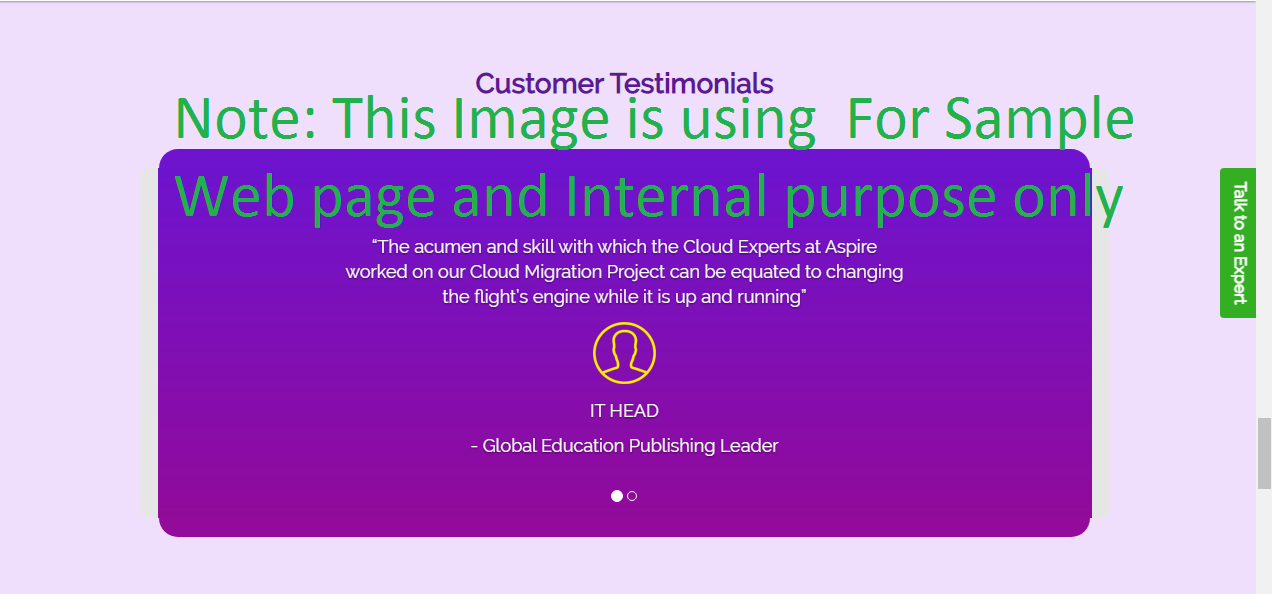 Customer Testimonials
Note: This Image is using  For Sample
Web page and Internal purpose only
“The acumen and skill with which the Cloud Experts at Aspire
worked on our Cloud Migration Project can be equated to changing
the flight's engine while it is up and running”
IT HEAD
- Global Education Publishing Leader
Talk to an Expert